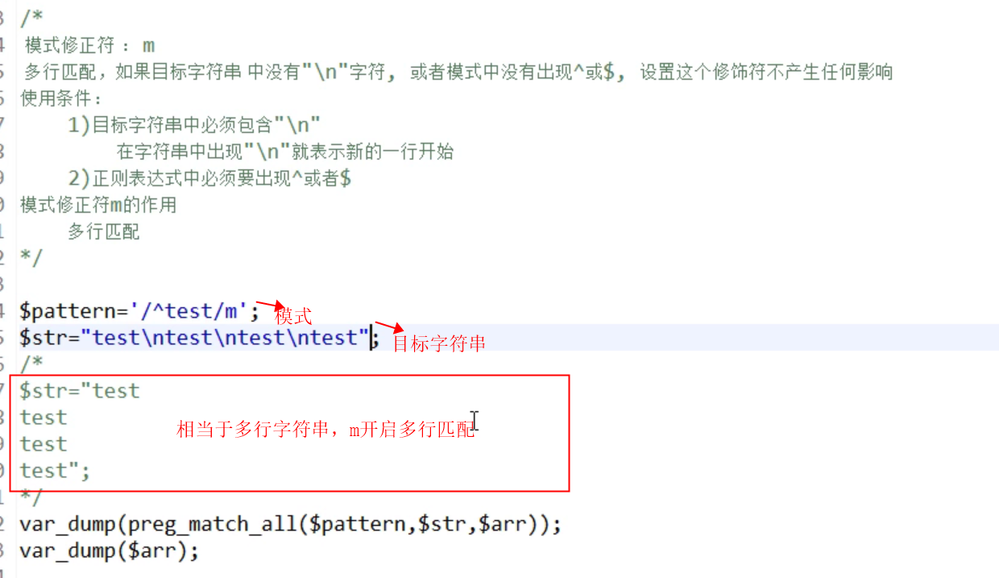 /*
模式修正符 : m
多行匹配，如果目标字符串 中没有"\n"字符, 或者模式中没有出现^或$, 设置这个修饰符不产生任何影响
使用条件:
1)目标字符串中必须包含"\n"
在字符串中出现"\n"就表示新的一行开始
2)正则表达式中必须要出现^或者$
模式修正符m的作用
多行匹配
*/
$pattern='/^test/m'; 模式
$str="test\ntest\ntest\ntest"; 目标字符串
/*
$str="test
test
相当于多行字符串，m开启多行匹配
test
test";
*/
var_dump(preg_match_all($pattern,$str,$arr));
var_dump($arr);